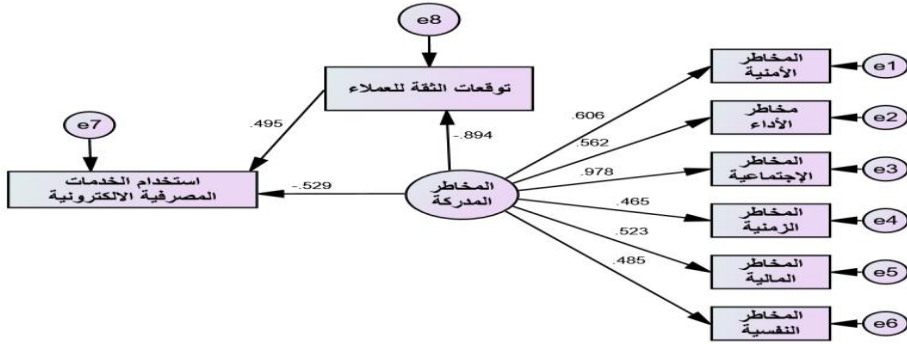 e8
المخاطر
الأمنية
e1
توقعات الثقة للعملاء
.606
مخاطر
الأداء
e2
e7
.495
-.894
.562
استخدام الخدمات
المصرفية الالكترونية
-.529
المخاطر
المدركة
.978
المخاطر
الإجتماعية
e3
.465
المخاطر
الزمنية
e4
.523
المخاطر
المالية
e5
.485
المخاطر
النفسية
e6